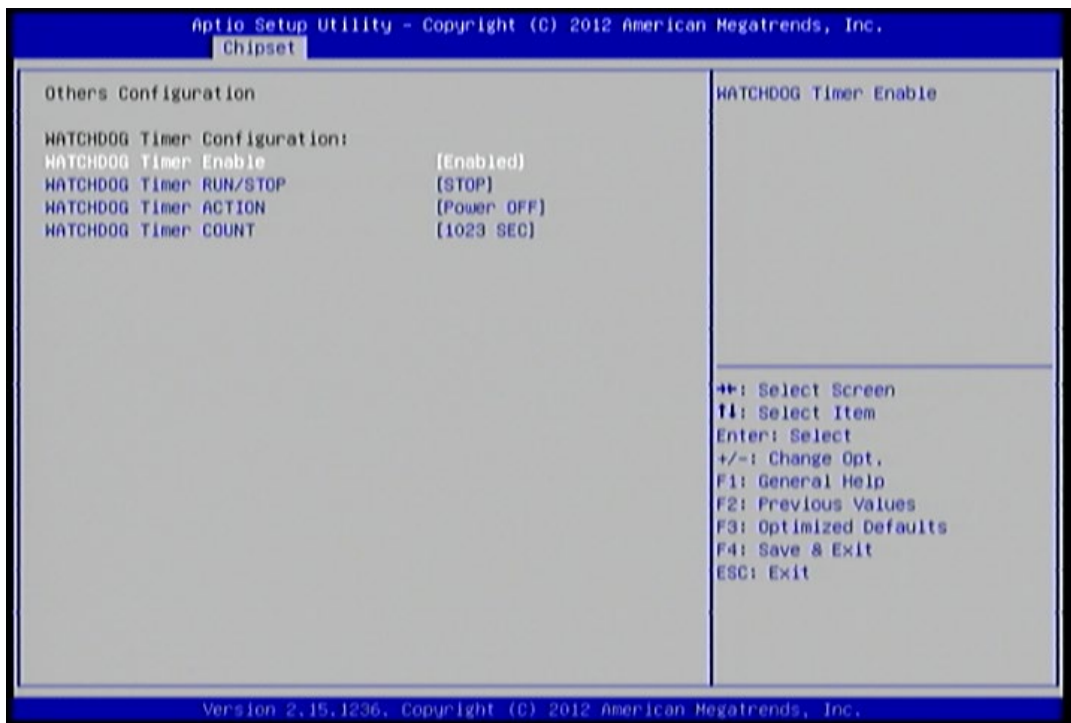 Aptio Setup Utility - Copyright (C) 2012 American Megatrends, Inc.
Chipset
Others Configuration
WATCHDOG Timer Configuration:
WATCHDOG Timer Enable [Enabled]
WATCHDOG Timer RUN/STOP [STOP]
WATCHDOG Timer ACTION [Power OFF]
WATCHDOG Timer COUNT [1023 SEC]
WATCHDOG Timer Enable
→←: Select Screen
↑↓: Select Item
Enter: Select
+/-: Change Opt.
F1: General Help
F2: Previous Values
F3: Optimized Defaults
F4: Save & Exit
ESC: Exit
Version 2.15.1236. Copyright (C) 2012 American Megatrends, Inc.